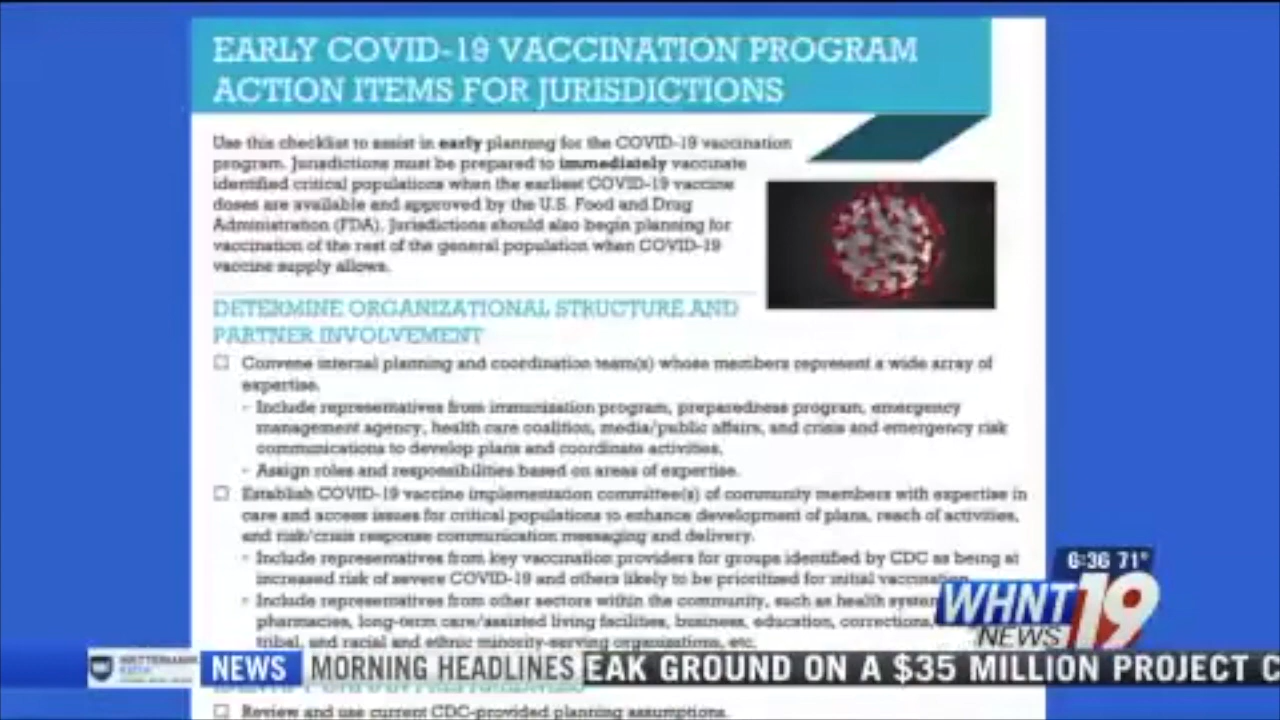 EARLY COVID-19 VACCINATION PROGRAM
ACTION ITEMS FOR JURISDICTIONS
Use this checklist to assist in early planning for the COVID-19 vaccination
program. Jurisdictions must be prepared to immediately vaccinate
identified critical populations when the earliest COVID-19 vaccine
doses are available and approved by the U.S. Food and Drug
Administration (FDA). Jurisdictions should also begin planning for
vaccination of the rest of the general population when COVID-19
vaccine supply allows.
DETERMINE ORGANIZATIONAL STRUCTURE AND
PARTNER INVOLVEMENT
☐ Convene internal planning and coordination team(s) whose members represent a wide array of
expertise.
- Include representatives from immunization program, preparedness program, emergency
management agency, health care coalition, media/public affairs, and crisis and emergency risk
communications to develop plans and coordinate activities.
- Assign roles and responsibilities based on areas of expertise.
☐ Establish COVID-19 vaccine implementation committee(s) of community members with expertise in
care and access issues for critical populations to enhance development of plans, reach of activities,
and risk/crisis response communication messaging and delivery.
- Include representatives from key vaccination providers for groups identified by CDC as being at
increased risk of severe COVID-19 and others likely to be prioritized for initial vaccination.
- Include representatives from other sectors within the community, such as health
pharmacies, long-term care/assisted living facilities, business, education, corrections,
tribal, and racial and ethnic minority-serving organizations, etc.
☐ Review and use current CDC-provided planning assumptions.
6:36 71°
WHNT 19
NEWS
NEWS MORNING HEADLINES EAK GROUND ON A $35 MILLION PROJECT C